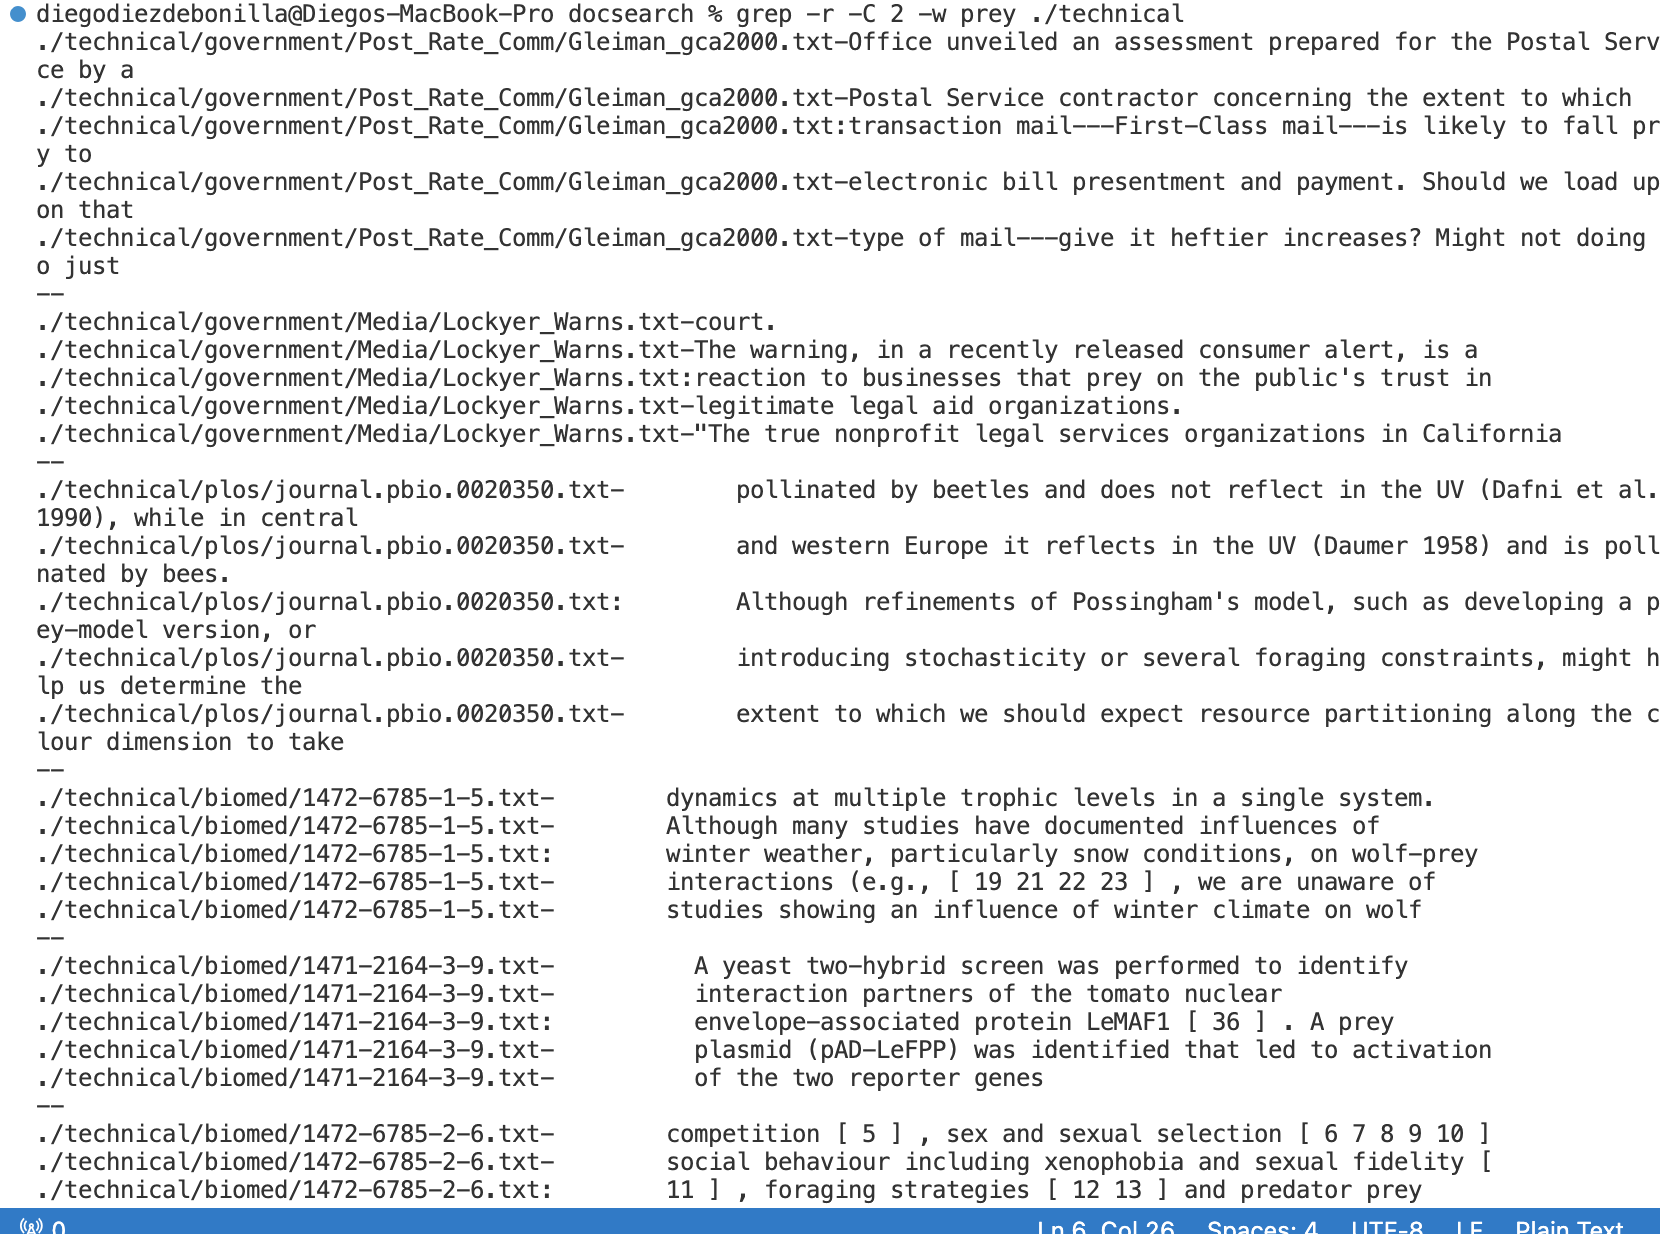 diegodiezdebonilla@Diegos-MacBook-Pro docsearch % grep -r -C 2 -w prey ./technical
./technical/government/Post_Rate_Comm/Gleiman_gca2000.txt-Office unveiled an assessment prepared for the Postal Serv
ce by a
./technical/government/Post_Rate_Comm/Gleiman_gca2000.txt-Postal Service contractor concerning the extent to which
./technical/government/Post_Rate_Comm/Gleiman_gca2000.txt:transaction mail---First-Class mail---is likely to fall pr
y to
./technical/government/Post_Rate_Comm/Gleiman_gca2000.txt-electronic bill presentment and payment. Should we load up
on that
./technical/government/Post_Rate_Comm/Gleiman_gca2000.txt-type of mail---give it heftier increases? Might not doing
o just
--
./technical/government/Media/Lockyer_Warns.txt-court.
./technical/government/Media/Lockyer_Warns.txt-The warning, in a recently released consumer alert, is a
./technical/government/Media/Lockyer_Warns.txt:reaction to businesses that prey on the public's trust in
./technical/government/Media/Lockyer_Warns.txt-legitimate legal aid organizations.
./technical/government/Media/Lockyer_Warns.txt-"The true nonprofit legal services organizations in California
--
./technical/plos/journal.pbio.0020350.txt-        pollinated by beetles and does not reflect in the UV (Dafni et al.
1990), while in central
./technical/plos/journal.pbio.0020350.txt-        and western Europe it reflects in the UV (Daumer 1958) and is poll
nated by bees.
./technical/plos/journal.pbio.0020350.txt:        Although refinements of Possingham's model, such as developing a p
ey-model version, or
./technical/plos/journal.pbio.0020350.txt-        introducing stochasticity or several foraging constraints, might h
lp us determine the
./technical/plos/journal.pbio.0020350.txt-        extent to which we should expect resource partitioning along the c
lour dimension to take
--
./technical/biomed/1472-6785-1-5.txt-        dynamics at multiple trophic levels in a single system.
./technical/biomed/1472-6785-1-5.txt-        Although many studies have documented influences of
./technical/biomed/1472-6785-1-5.txt:        winter weather, particularly snow conditions, on wolf-prey
./technical/biomed/1472-6785-1-5.txt-        interactions (e.g., [ 19 21 22 23 ] , we are unaware of
./technical/biomed/1472-6785-1-5.txt-        studies showing an influence of winter climate on wolf
--
./technical/biomed/1471-2164-3-9.txt-          A yeast two-hybrid screen was performed to identify
./technical/biomed/1471-2164-3-9.txt-          interaction partners of the tomato nuclear
./technical/biomed/1471-2164-3-9.txt:          envelope-associated protein LeMAF1 [ 36 ] . A prey
./technical/biomed/1471-2164-3-9.txt-          plasmid (pAD-LeFPP) was identified that led to activation
./technical/biomed/1471-2164-3-9.txt-          of the two reporter genes
--
./technical/biomed/1472-6785-2-6.txt-        competition [ 5 ] , sex and sexual selection [ 6 7 8 9 10 ]
./technical/biomed/1472-6785-2-6.txt-        social behaviour including xenophobia and sexual fidelity [
./technical/biomed/1472-6785-2-6.txt:        11 ] , foraging strategies [ 12 13 ] and predator prey
0 Ln 6, Col 26 Spaces: 4 UTF-8 LF Plain Text